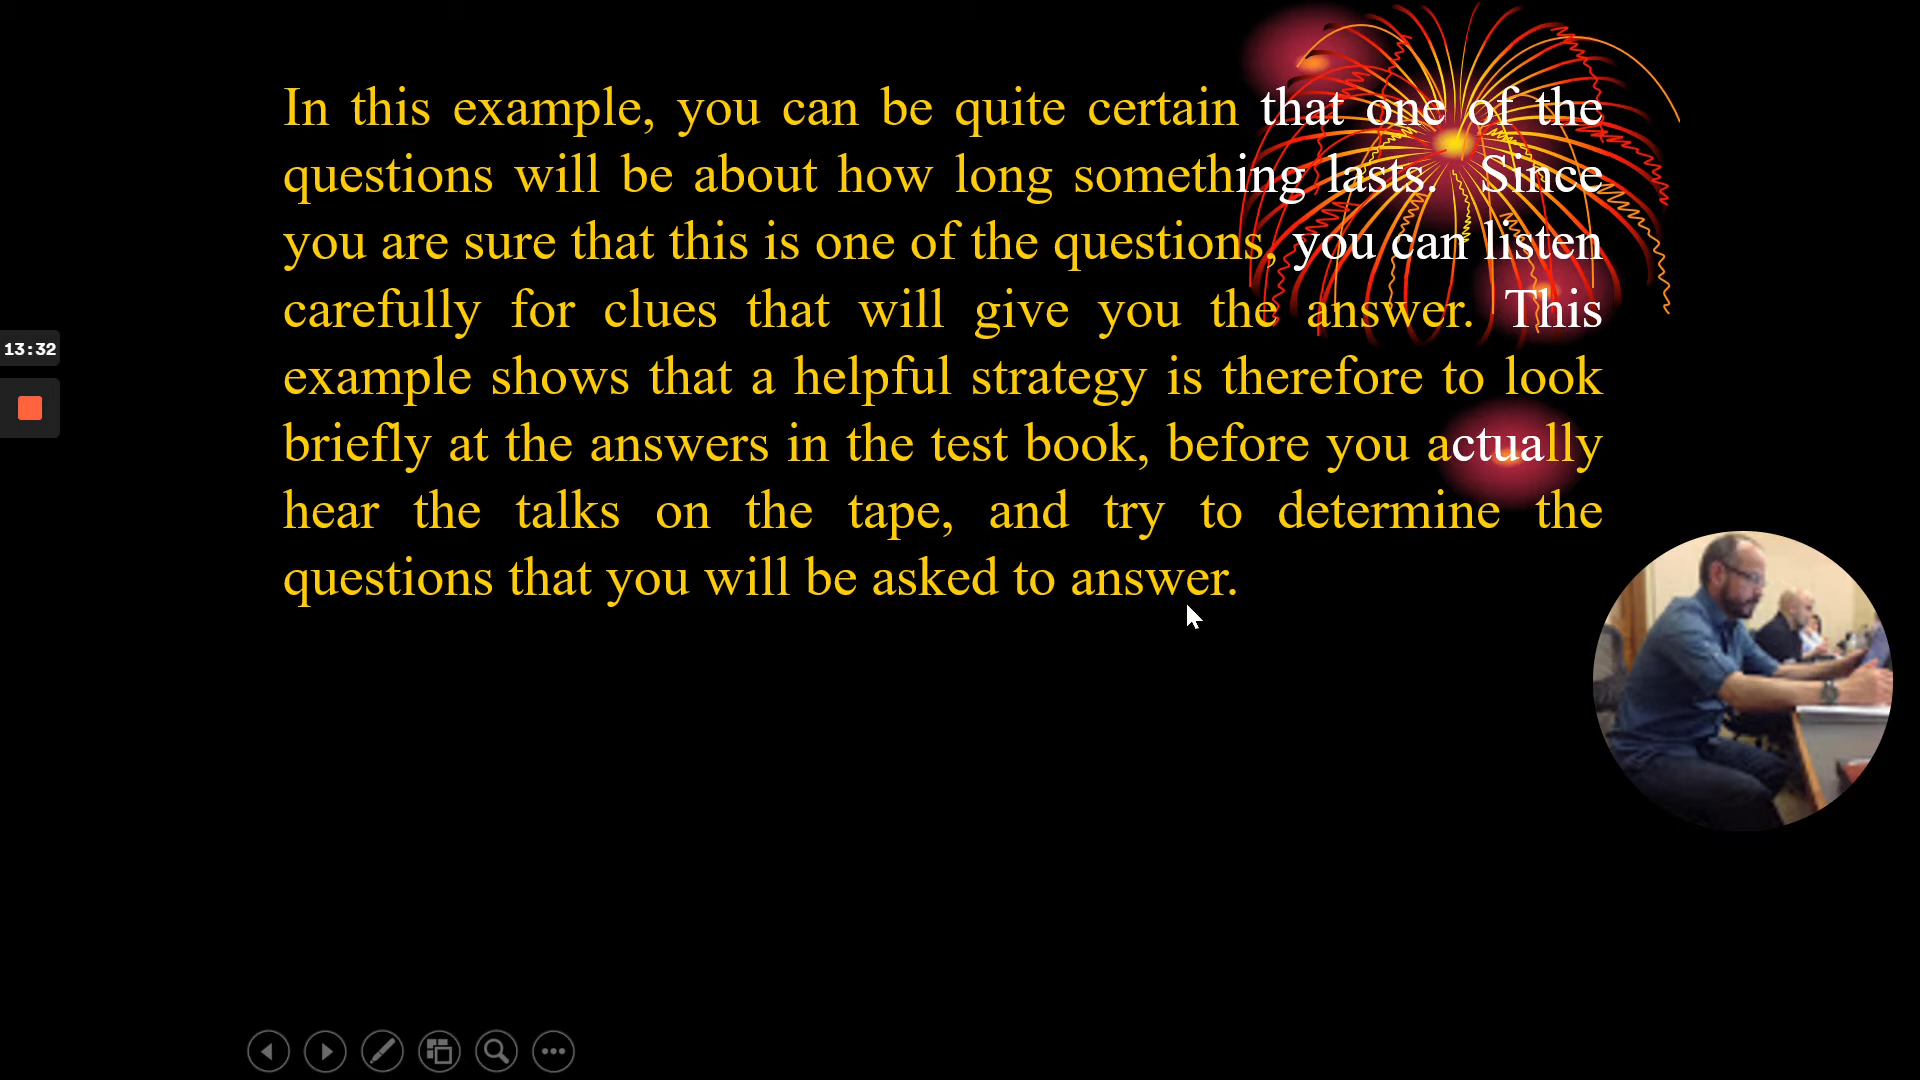 In this example, you can be quite certain that one of the
questions will be about how long something lasts. Since
you are sure that this is one of the questions, you can listen
carefully for clues that will give you the answer. This
example shows that a helpful strategy is therefore to look
briefly at the answers in the test book, before you actually
hear the talks on the tape, and try to determine the
questions that you will be asked to answer.
13:32